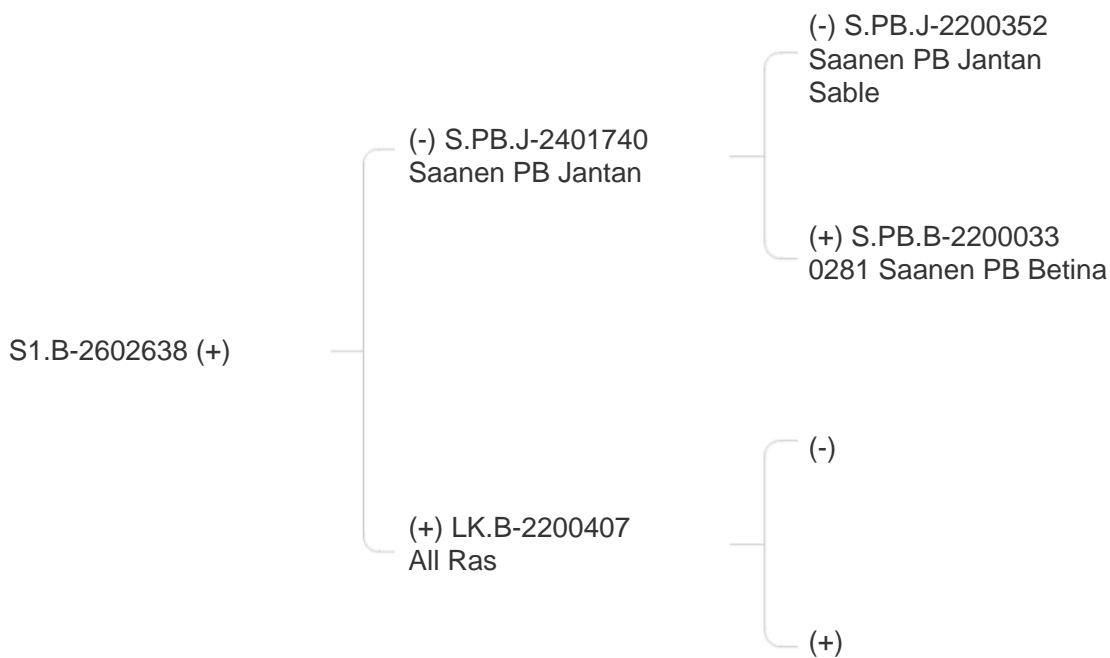 (-) S.PB.J-2200352
Saanen PB Jantan
Sable
(-) S.PB.J-2401740
Saanen PB Jantan
(+) S.PB.B-2200033
0281 Saanen PB Betina
S1.B-2602638 (+)
(-)
(+) LK.B-2200407
All Ras
(+)